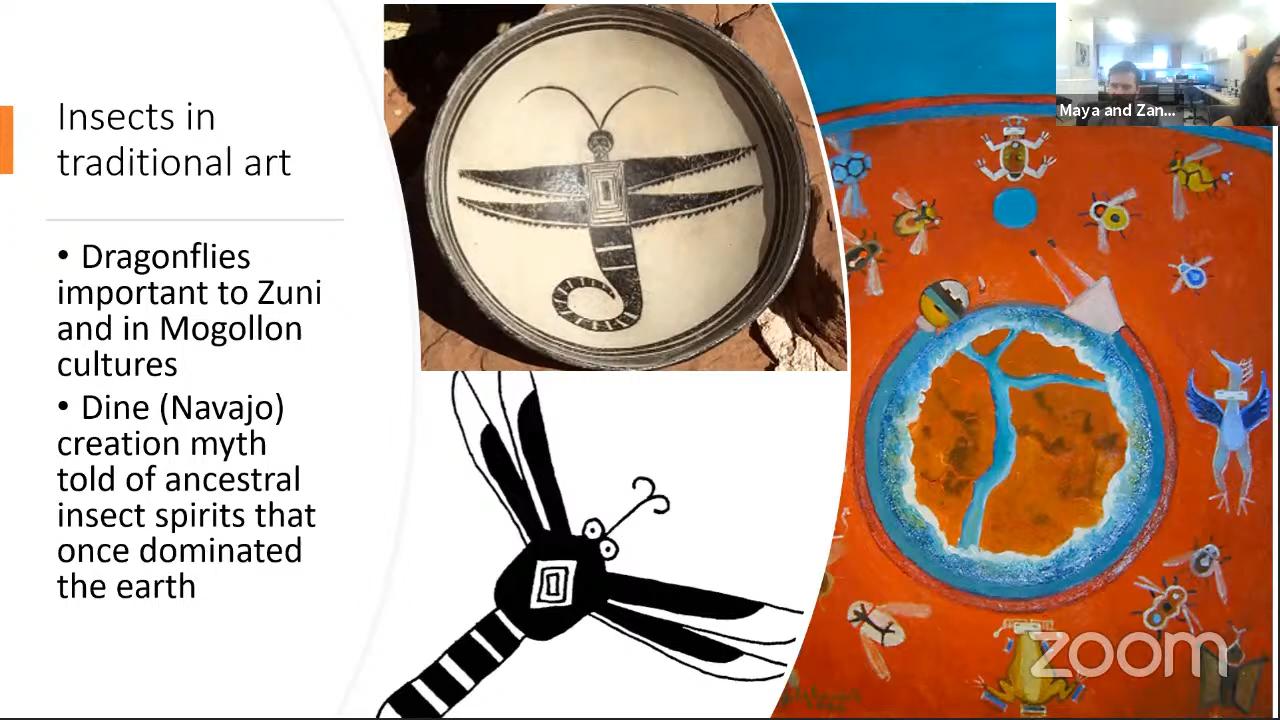 Insects in
traditional art
• Dragonflies
important to Zuni
and in Mogollon
cultures
• Dine (Navajo)
creation myth
told of ancestral
insect spirits that
once dominated
the earth
Maya and Zan...
zoom